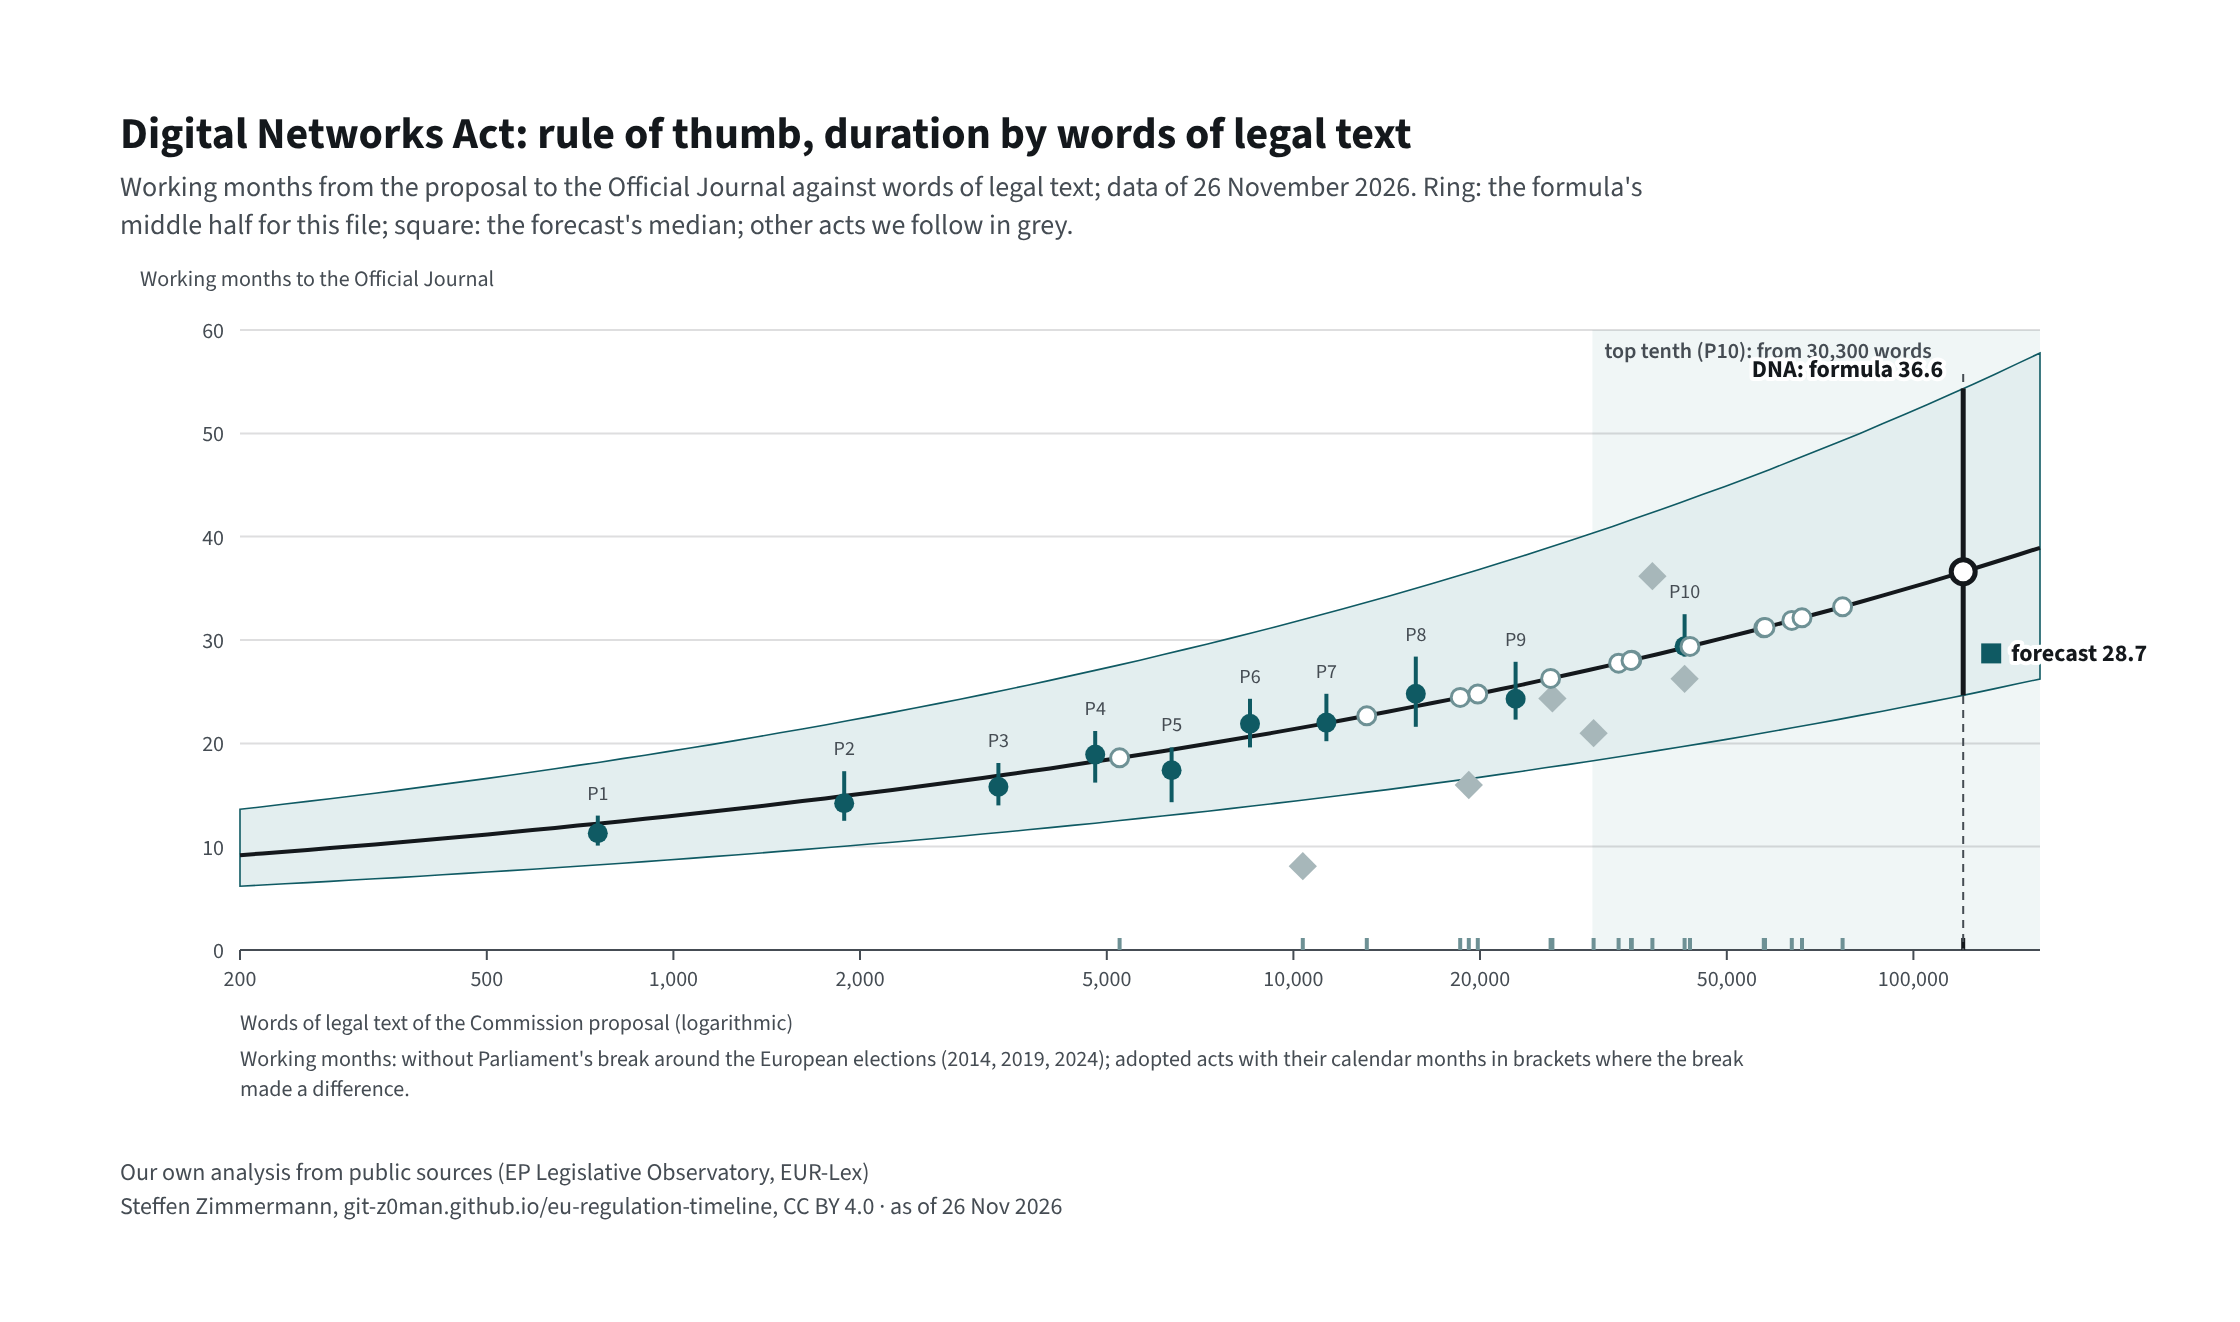 Digital Networks Act: rule of thumb, duration by words of legal text
Working months from the proposal to the Official Journal against words of legal text; data of 26 November 2026. Ring: the formula's
middle half for this file; square: the forecast's median; other acts we follow in grey.
Working months to the Official Journal
60
top tenth (P10): from 30,300 words
DNA: formula 36.6
50
40
P10
30
P8
P9
forecast 28.7
P7
P6
P4
P5
20
P3
P2
P1
10
0
200
500
1,000
2,000
5,000
10,000
20,000
50,000
100,000
Words of legal text of the Commission proposal (logarithmic)
Working months: without Parliament's break around the European elections (2014, 2019, 2024); adopted acts with their calendar months in brackets where the break
made a difference.
Our own analysis from public sources (EP Legislative Observatory, EUR-Lex)
Steffen Zimmermann, git-z0man.github.io/eu-regulation-timeline, CC BY 4.0 · as of 26 Nov 2026